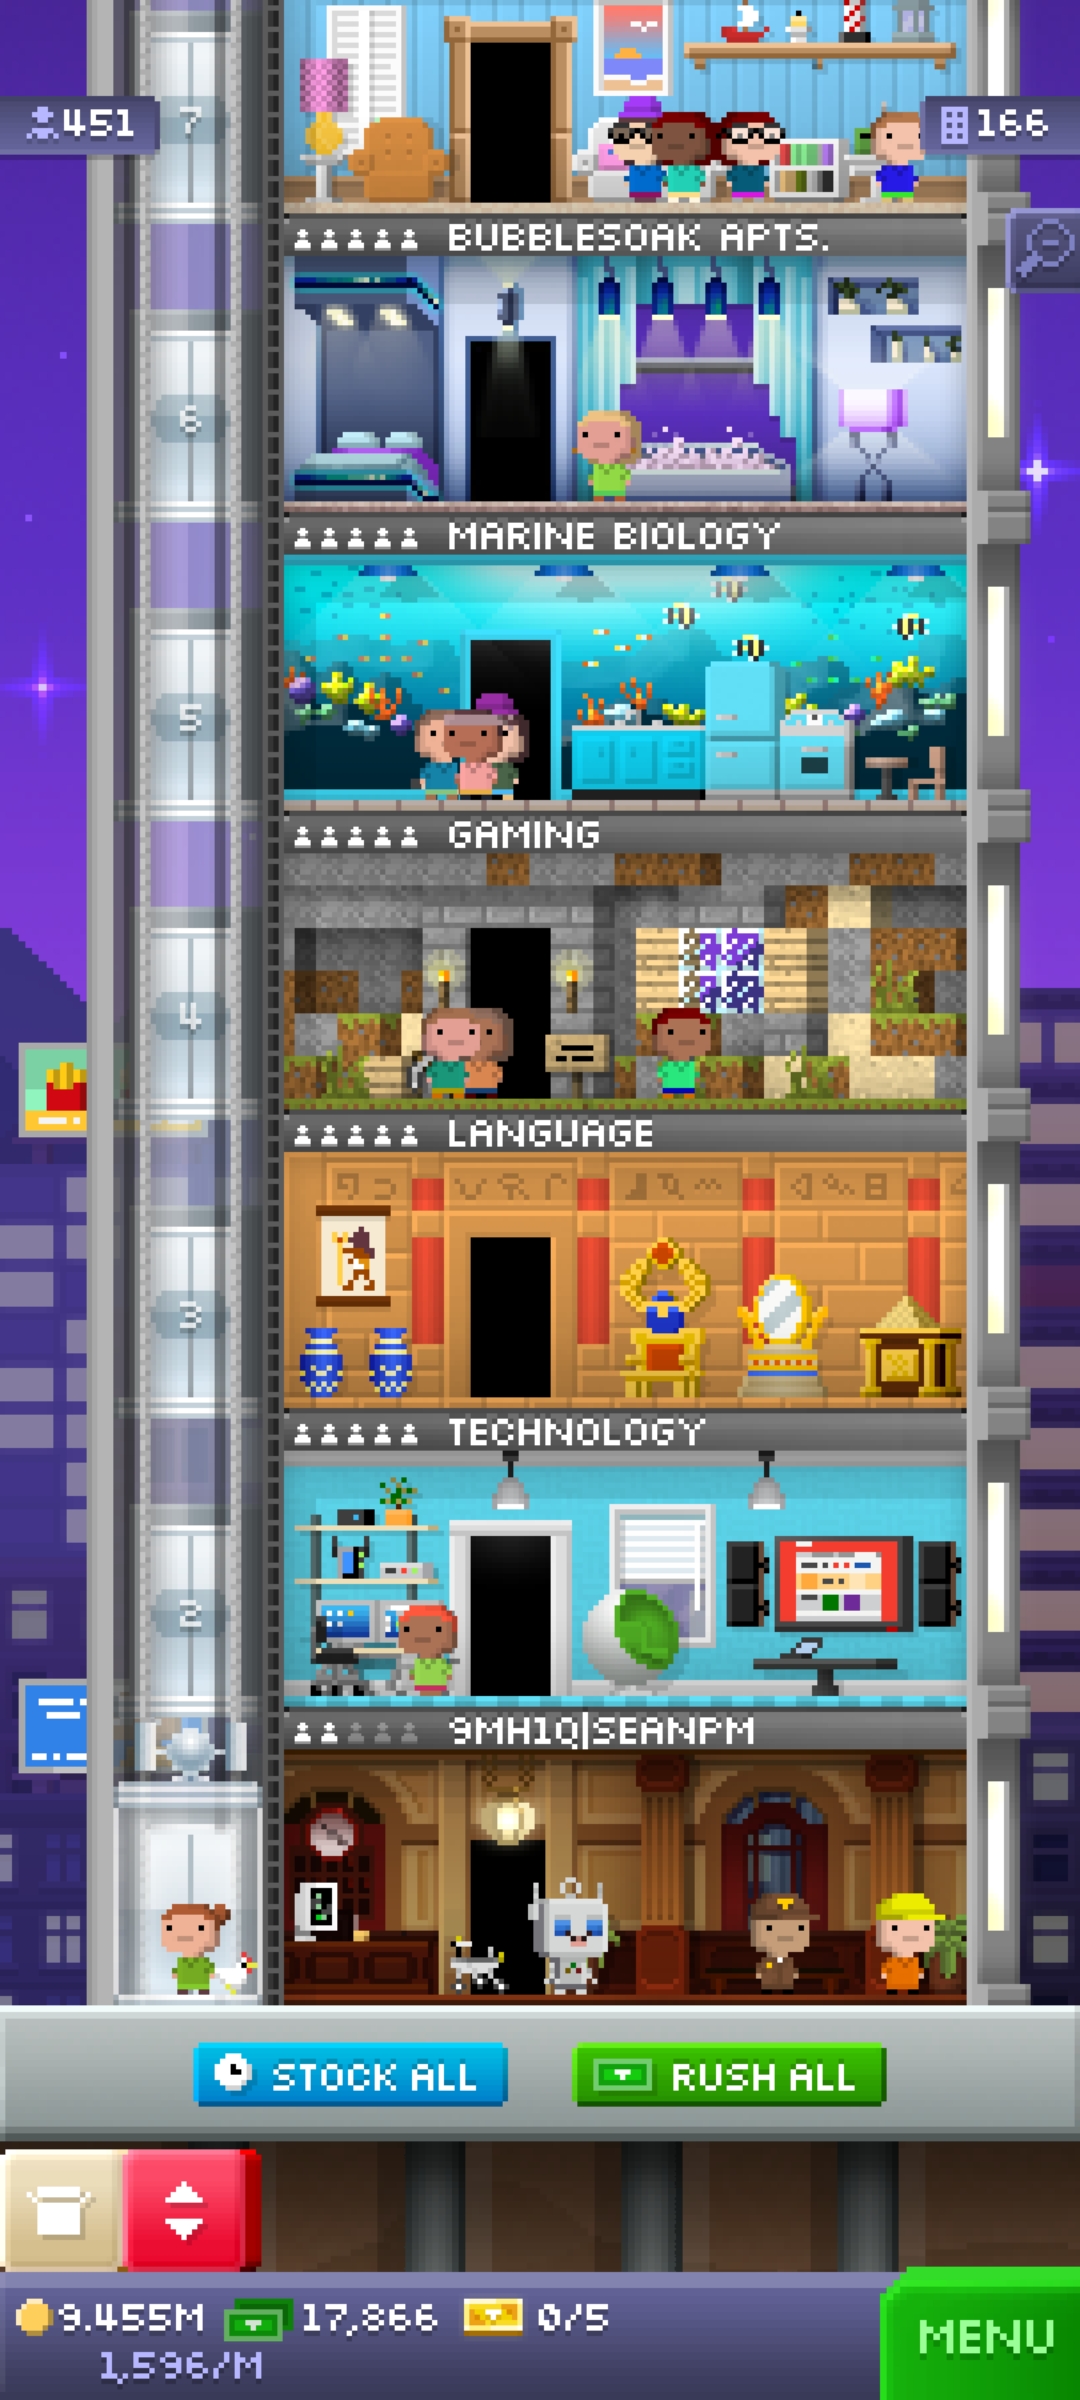 451
7
166
BUBBLESOAK APTS.
6
MARINE BIOLOGY
5
GAMING
4
LANGUAGE
3
TECHNOLOGY
2
9MH1Q|SEANPM
STOCK ALL
RUSH ALL
9.455M 17,866 0/5
1,596/M
MENU